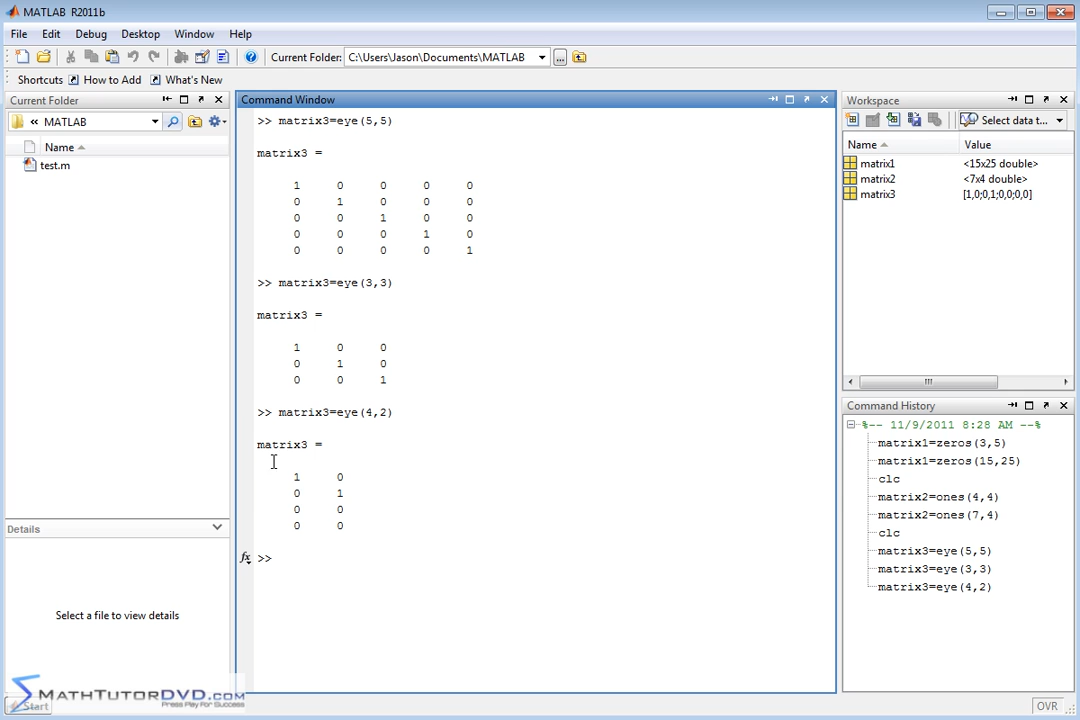 MATLAB R2011b
File Edit Debug Desktop Window Help
Current Folder: C:\Users\Jason\Documents\MATLAB ...
Shortcuts How to Add What's New
Current Folder
« MATLAB
Name
test.m
Details
Select a file to view details
Command Window
>> matrix3=eye(5,5)
matrix3 =
1 0 0 0 0
0 1 0 0 0
0 0 1 0 0
0 0 0 1 0
0 0 0 0 1
>> matrix3=eye(3,3)
matrix3 =
1 0 0
0 1 0
0 0 1
>> matrix3=eye(4,2)
matrix3 =
1 0
0 1
0 0
0 0
fx >>
Workspace
Select data t...
Name Value
matrix1 <15x25 double>
matrix2 <7x4 double>
matrix3 [1,0;0,1;0,0;0,0]
Command History
%-- 11/9/2011 8:28 AM --%
matrix1=zeros(3,5)
matrix1=zeros(15,25)
clc
matrix2=ones(4,4)
matrix2=ones(7,4)
clc
matrix3=eye(5,5)
matrix3=eye(3,3)
matrix3=eye(4,2)
MATHTUTORDVD.COM
Press Play For Success
Start
OVR